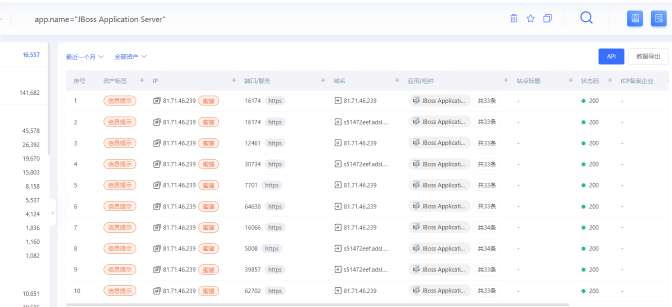 app.name="JBoss Application Server"
16,557
141,682
45,578
26,392
19,670
15,803
8,158
5,537
4,124
1,836
1,160
1,082
10,851
最近一个月 全部资产 API 数据导出
序号 资产标签 IP 端口/服务 域名 应用/组件 站点标题 状态码 ICP备案企业
1 信息提示 81.71.46.239 蜜罐 16174 https 81.71.46.239 JBoss Applicati... 共33条 - 200 -
2 信息提示 81.71.46.239 蜜罐 16174 https s51472eef.adsl.... JBoss Applicati... 共33条 - 200 -
3 信息提示 81.71.46.239 蜜罐 12461 https 81.71.46.239 JBoss Applicati... 共33条 - 200 -
4 信息提示 81.71.46.239 蜜罐 30734 https s51472eef.adsl.... JBoss Applicati... 共33条 - 200 -
5 信息提示 81.71.46.239 蜜罐 7701 https 81.71.46.239 JBoss Applicati... 共33条 - 200 -
6 信息提示 81.71.46.239 蜜罐 64638 https 81.71.46.239 JBoss Applicati... 共33条 - 200 -
7 信息提示 81.71.46.239 蜜罐 16066 https 81.71.46.239 JBoss Applicati... 共34条 - 200 -
8 信息提示 81.71.46.239 蜜罐 5008 https s51472eef.adsl.... JBoss Applicati... 共34条 - 200 -
9 信息提示 81.71.46.239 蜜罐 39857 https 81.71.46.239 JBoss Applicati... 共33条 - 200 -
10 信息提示 81.71.46.239 蜜罐 62702 https 81.71.46.239 JBoss Applicati... 共33条 - 200 -